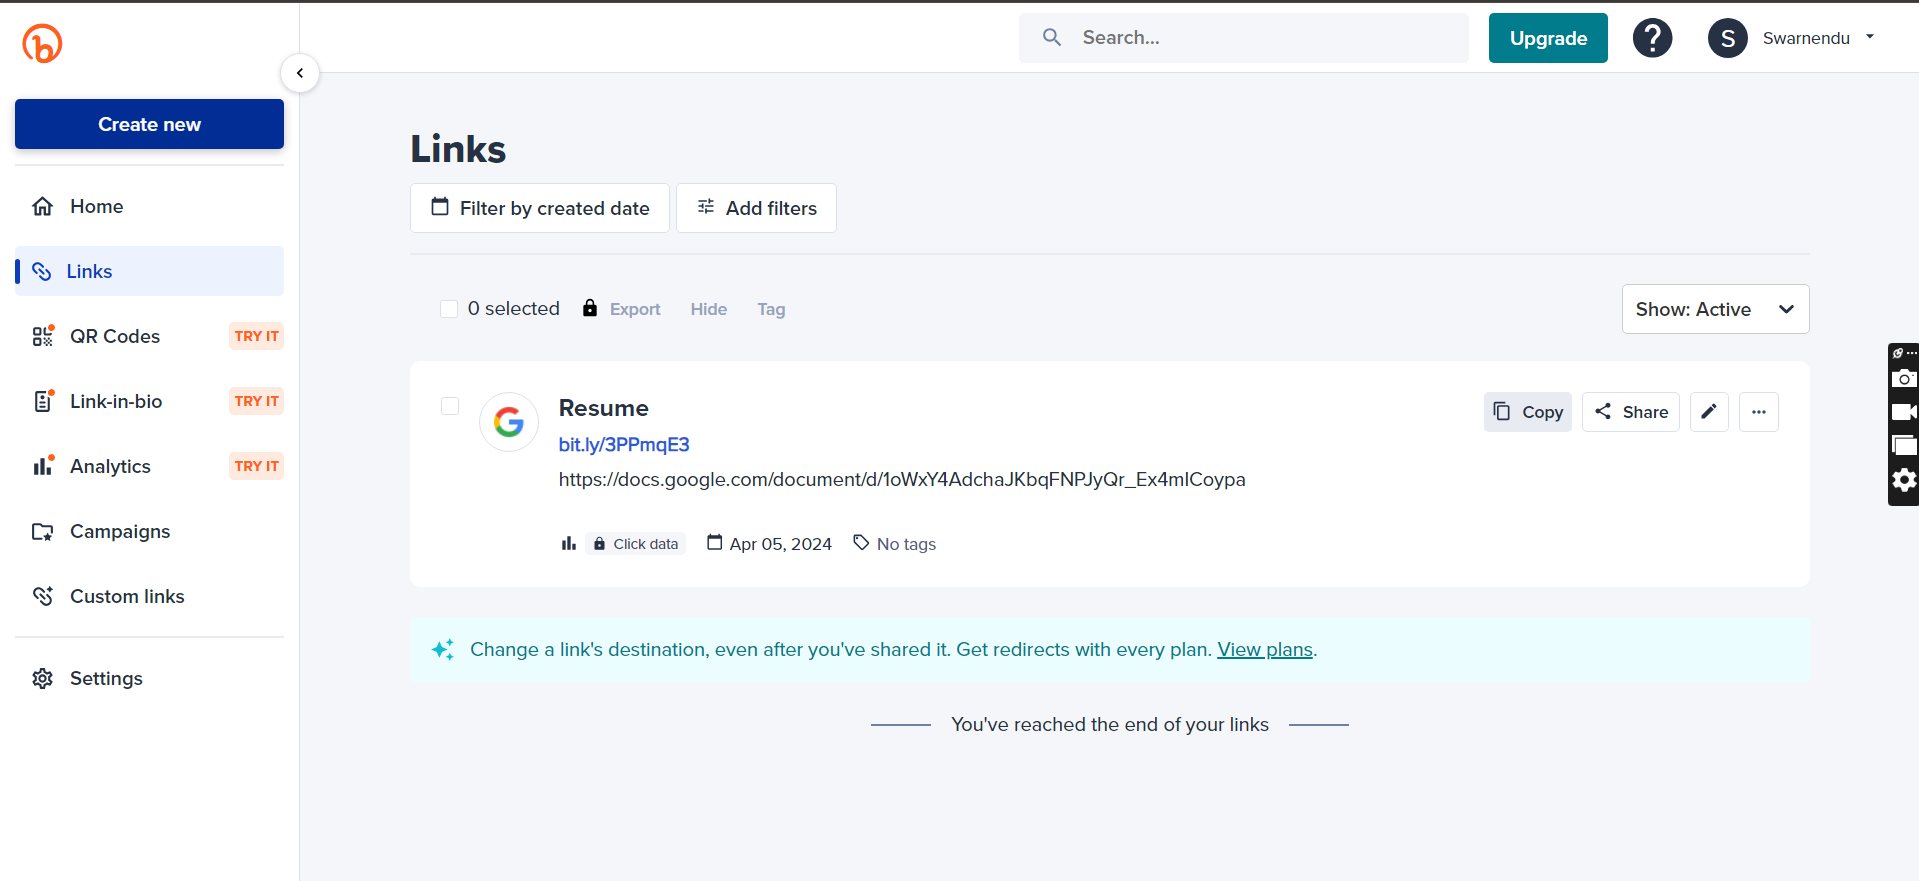 Search...
Upgrade
?
S
Swarnendu
Create new
Home
Links
QR Codes
TRY IT
Link-in-bio
TRY IT
Analytics
TRY IT
Campaigns
Custom links
Settings
Links
Filter by created date
Add filters
0 selected
Export
Hide
Tag
Show: Active
Resume
Copy
Share
bit.ly/3PPmqE3
https://docs.google.com/document/d/1oWxY4AdchaJKbqFNPJyQr_Ex4mICoypa
Click data
Apr 05, 2024
No tags
Change a link's destination, even after you've shared it. Get redirects with every plan. View plans.
You've reached the end of your links